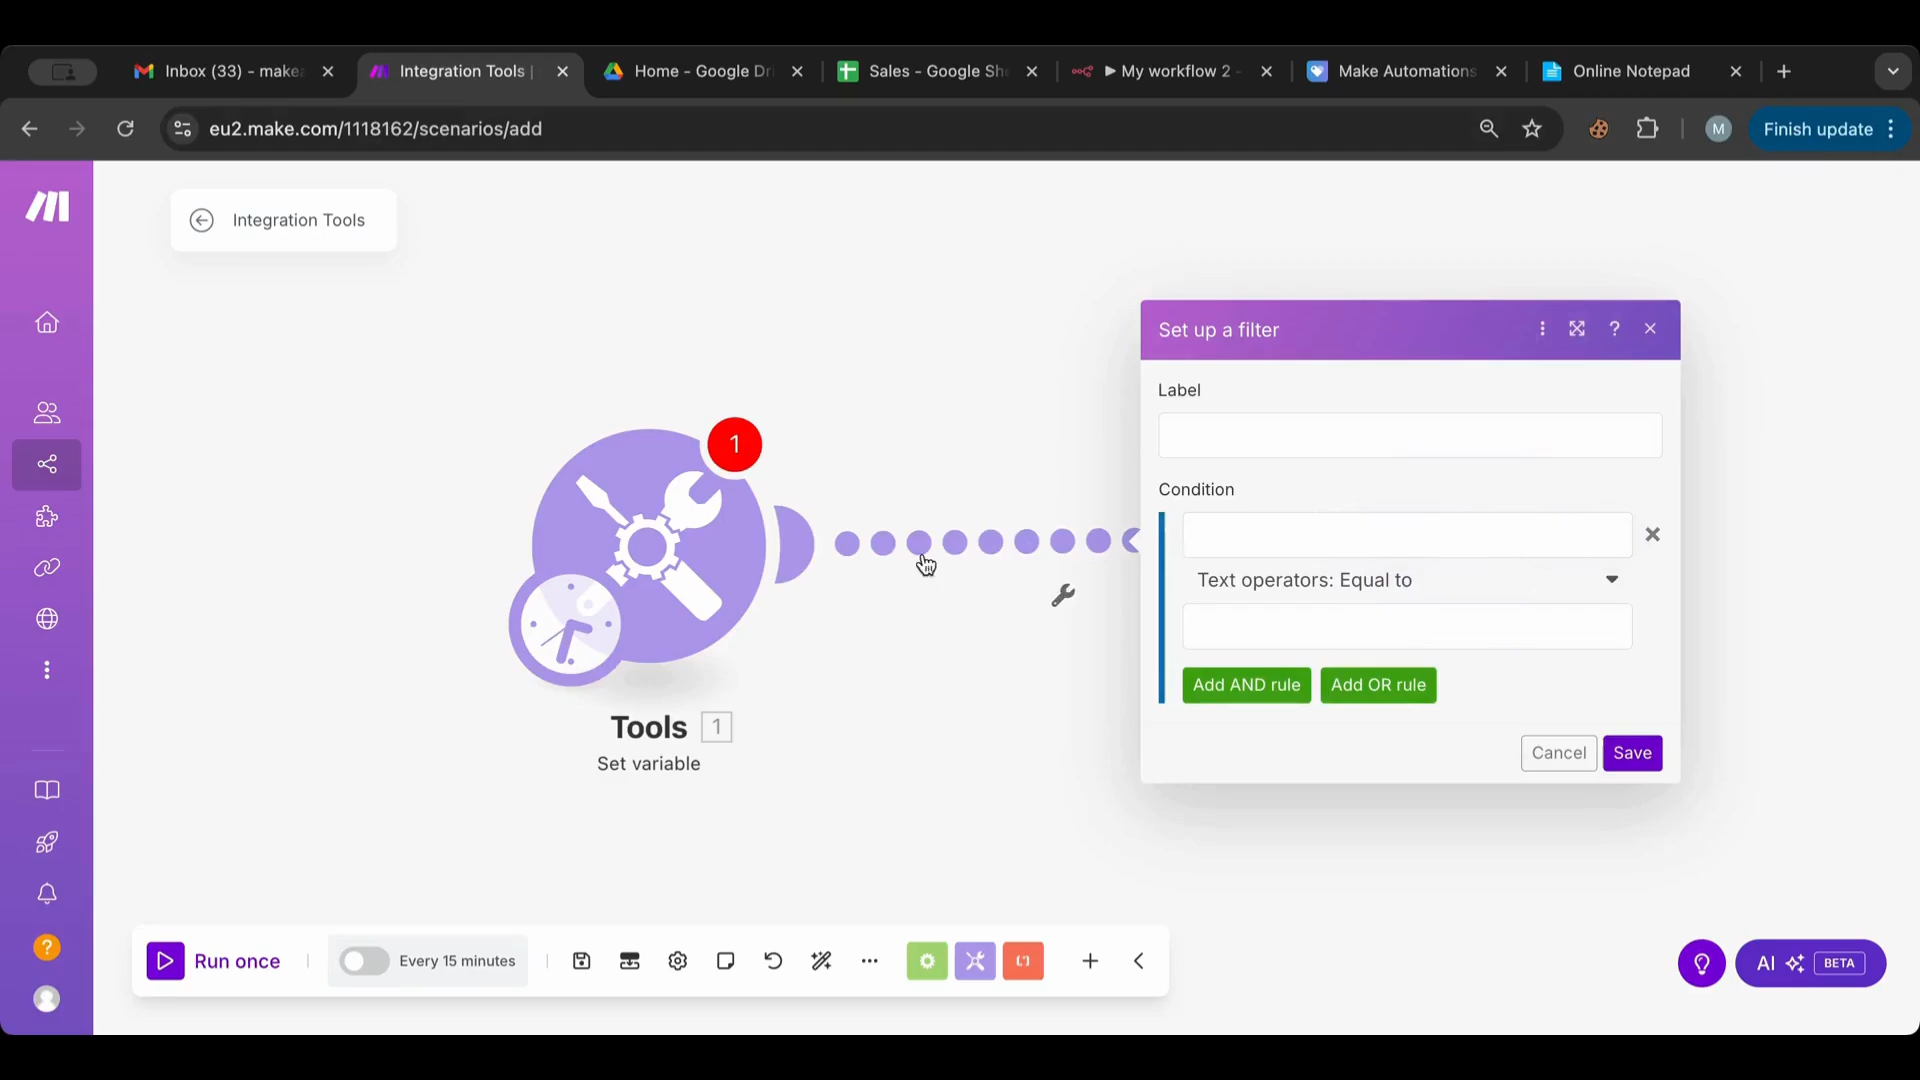 Inbox (33) - make
Integration Tools |
Home - Google Dri
Sales - Google She
► My workflow 2 -
Make Automations
Online Notepad
eu2.make.com/1118162/scenarios/add
M
Finish update
Integration Tools
Set up a filter
?
Label
1
Condition
Text operators: Equal to
Add AND rule
Add OR rule
Tools 1
Cancel
Save
Set variable
?
Run once
Every 15 minutes
AI BETA